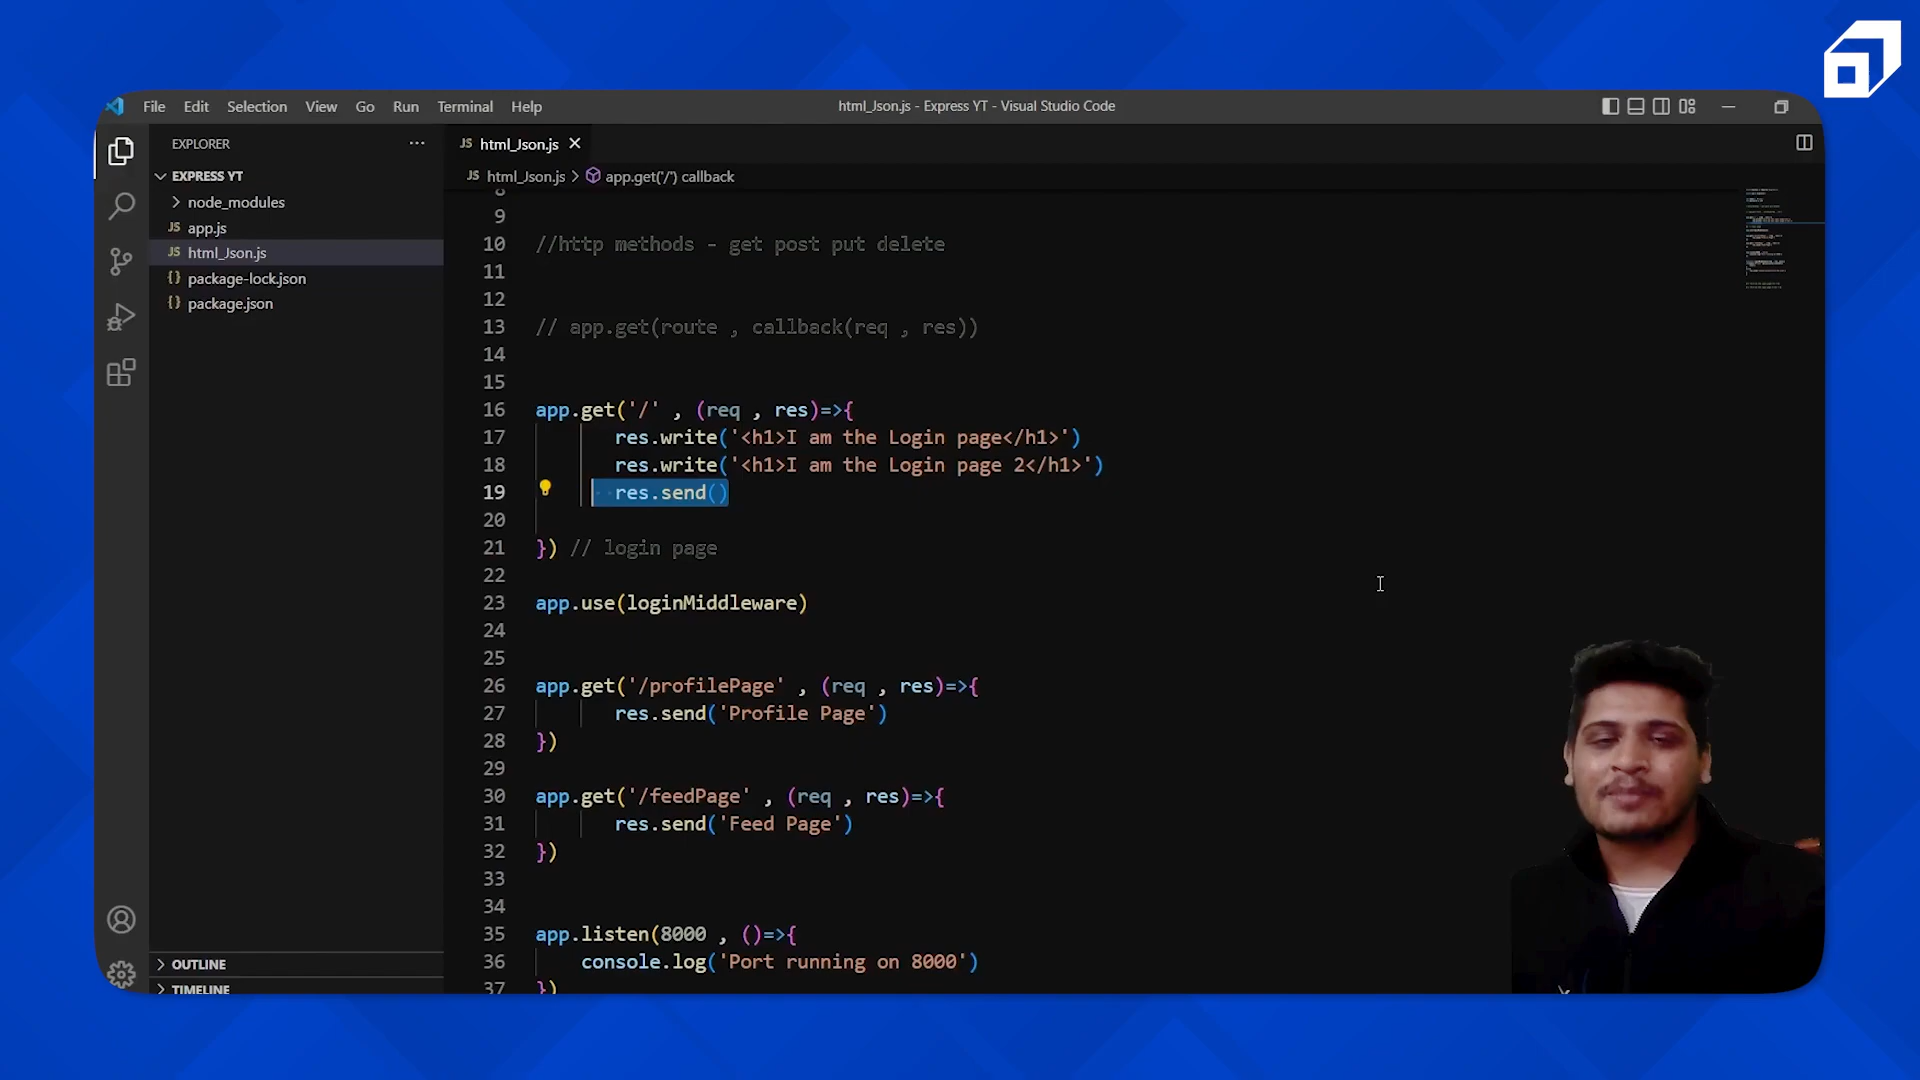 File Edit Selection View Go Run Terminal Help html_Json.js - Express YT - Visual Studio Code
EXPLORER
EXPRESS YT
node_modules
JS app.js
JS html_Json.js
{} package-lock.json
{} package.json
OUTLINE
TIMELINE
JS html_Json.js
JS html_Json.js > app.get('/') callback
8
9
10 //http methods - get post put delete
11
12
13 // app.get(route , callback(req , res))
14
15
16 app.get('/' , (req , res)=>{
17 res.write('<h1>I am the Login page</h1>')
18 res.write('<h1>I am the Login page 2</h1>')
19 res.send()
20
21 }) // login page
22
23 app.use(loginMiddleware)
24
25
26 app.get('/profilePage' , (req , res)=>{
27 res.send('Profile Page')
28 })
29
30 app.get('/feedPage' , (req , res)=>{
31 res.send('Feed Page')
32 })
33
34
35 app.listen(8000 , ()=>{
36 console.log('Port running on 8000')
37 })